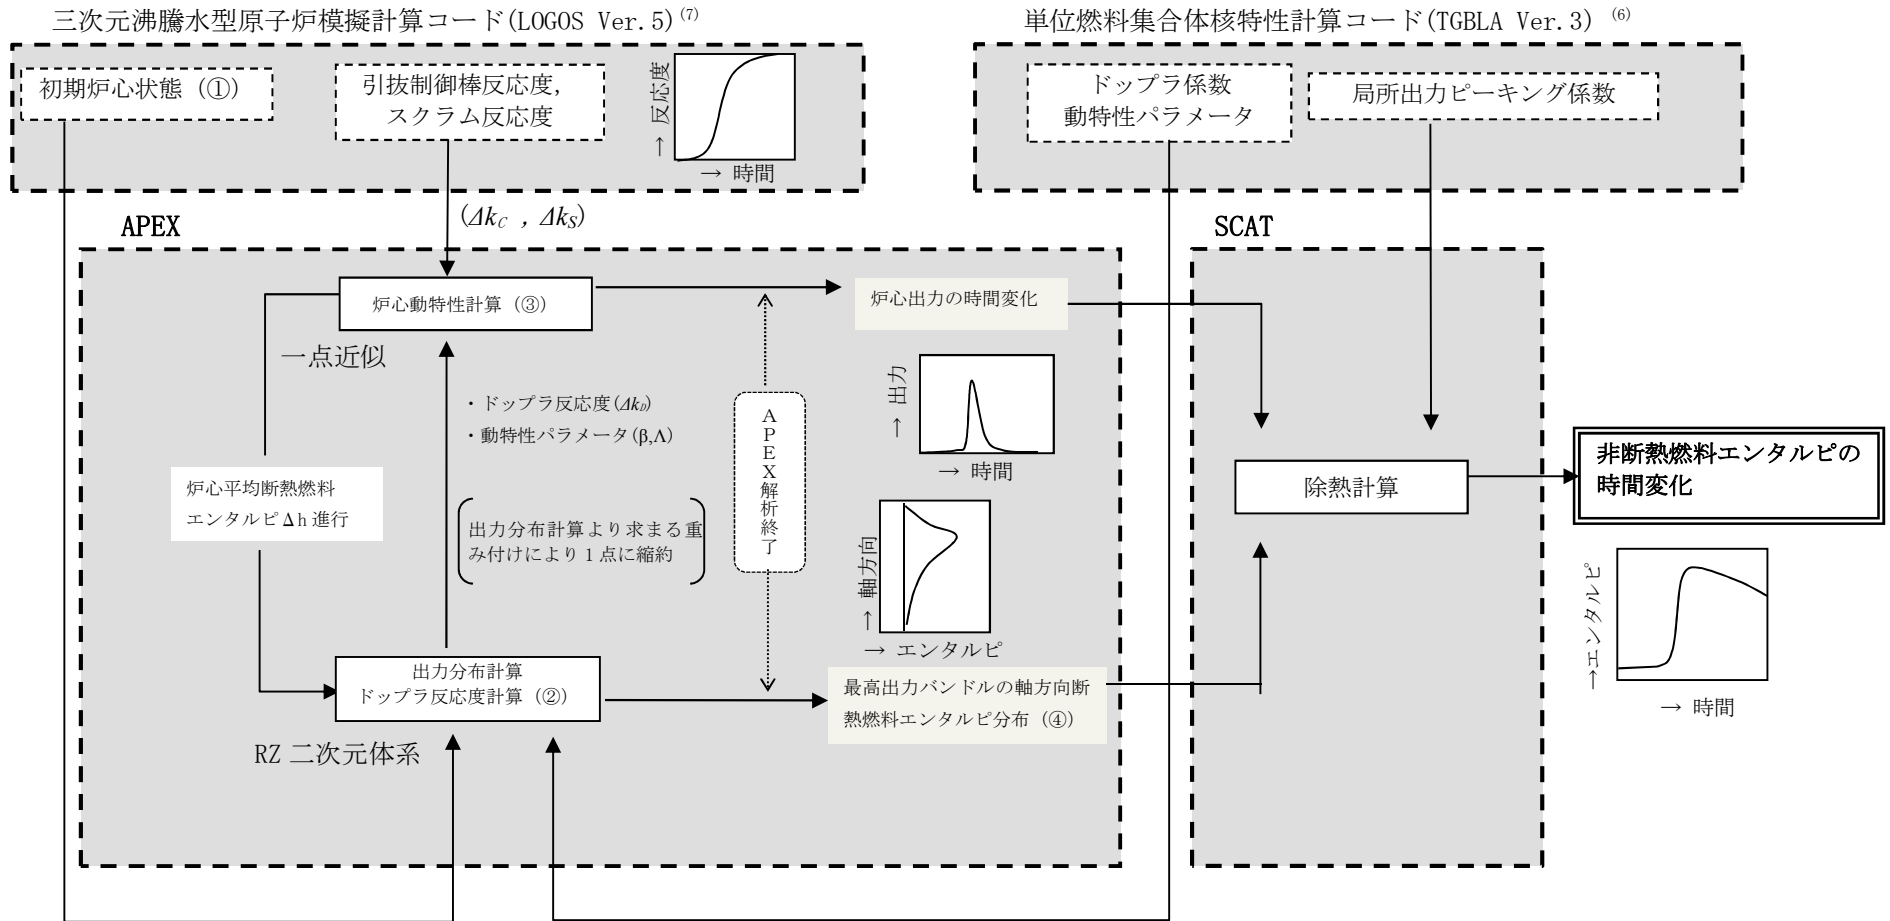 三次元沸騰水型原子炉模擬計算コード(LOGOS Ver.5)⁽⁷⁾
単位燃料集合体核特性計算コード(TGBLA Ver.3) ⁽⁶⁾
初期炉心状態 (①)
引抜制御棒反応度,
スクラム反応度
→ 反応度
→ 時間
ドップラ係数
動特性パラメータ
局所出力ピーキング係数
(Δk_C , Δk_S)
APEX
SCAT
炉心動特性計算 (③)
一点近似
炉心出力の時間変化
・ドップラ反応度(Δk_D)
・動特性パラメータ(β,Λ)
APEX解析終了
→ 出力
→ 時間
炉心平均断熱燃料
エンタルピΔh進行
出力分布計算より求まる重
み付けにより1点に縮約
→ 軸方向
→ エンタルピ
除熱計算
非断熱燃料エンタルピの
時間変化
→エンタルピ
→ 時間
出力分布計算
ドップラ反応度計算 (②)
RZ 二次元体系
最高出力バンドルの軸方向断
熱燃料エンタルピ分布 (④)